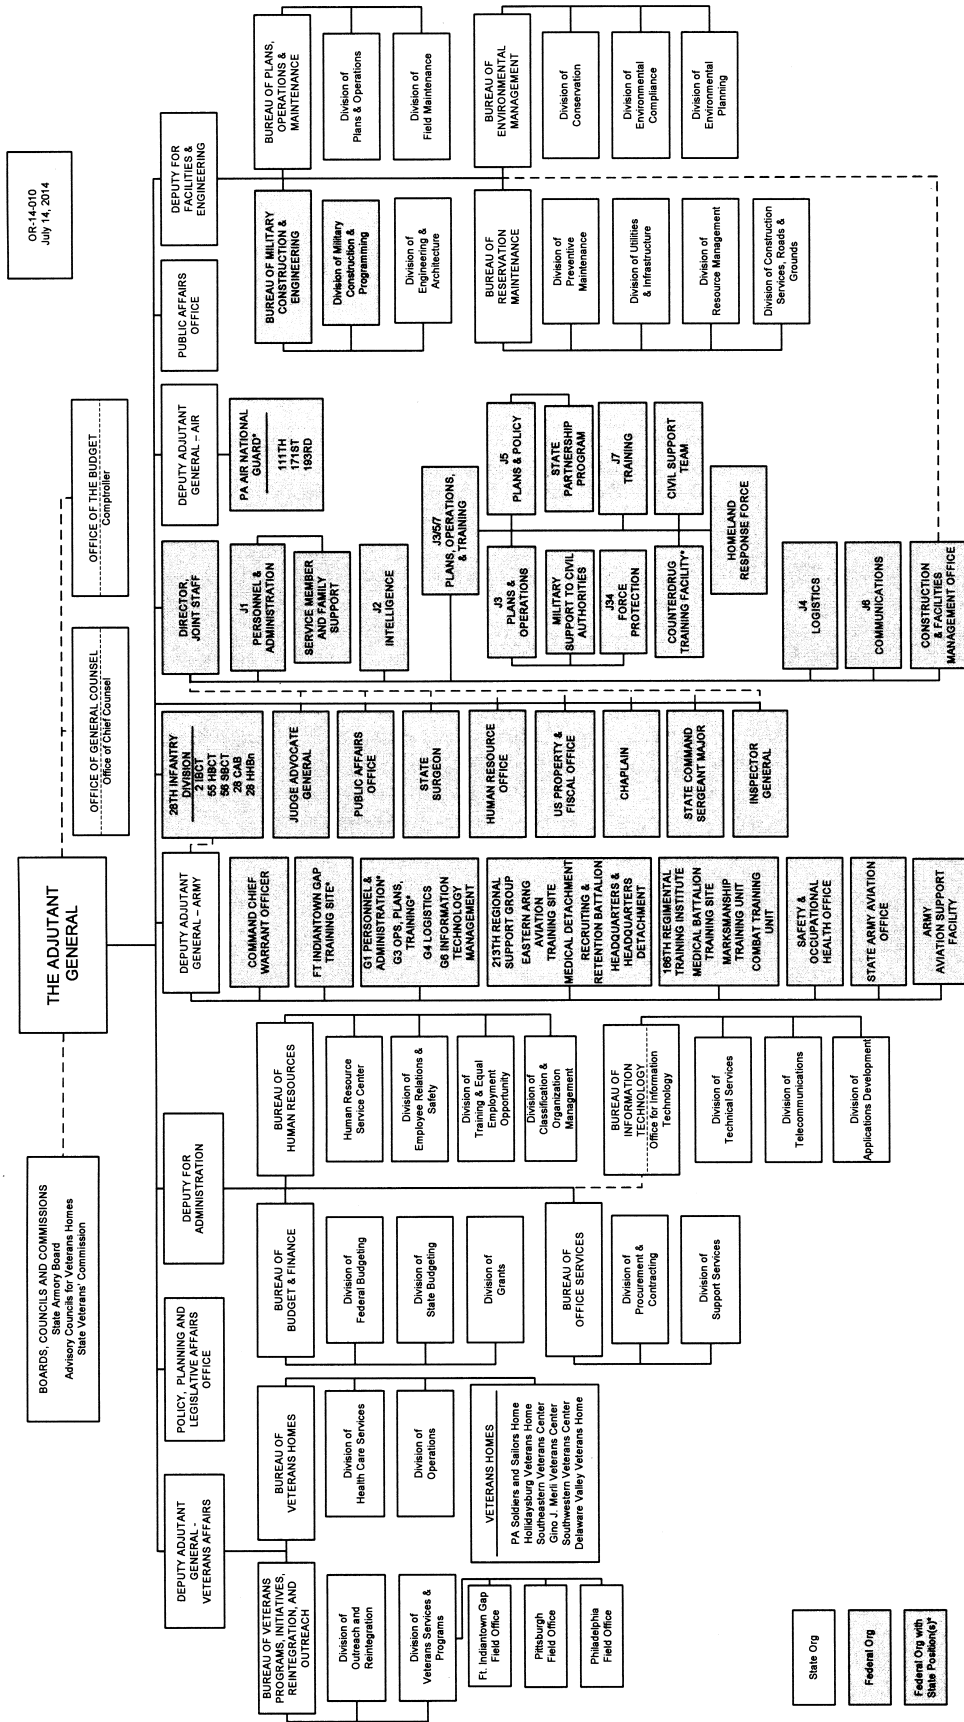 OR-14-010
July 14, 2014
THE ADJUTANT
GENERAL
BOARDS, COUNCILS AND COMMISSIONS
State Armory Board
Advisory Councils for Veterans Homes
State Veterans' Commission
OFFICE OF GENERAL COUNSEL
Office of Chief Counsel
OFFICE OF THE BUDGET
Comptroller
DEPUTY ADJUTANT
GENERAL -
VETERANS AFFAIRS
POLICY, PLANNING AND
LEGISLATIVE AFFAIRS
OFFICE
DEPUTY FOR
ADMINISTRATION
DEPUTY ADJUTANT
GENERAL – ARMY
28TH INFANTRY
DIVISION
2 IBCT
55 HBCT
56 SBCT
28 CAB
28 HHBn
DIRECTOR,
JOINT STAFF
DEPUTY ADJUTANT
GENERAL – AIR
PUBLIC AFFAIRS
OFFICE
DEPUTY FOR
FACILITIES &
ENGINEERING
BUREAU OF VETERANS
PROGRAMS, INITIATIVES,
REINTEGRATION, AND
OUTREACH
Division of
Outreach and
Reintegration
Division of
Veterans Services &
Programs
Ft. Indiantown Gap
Field Office
Pittsburgh
Field Office
Philadelphia
Field Office
BUREAU OF
VETERANS HOMES
Division of
Health Care Services
Division of
Operations
VETERANS HOMES
PA Soldiers and Sailors Home
Hollidaysburg Veterans Home
Southeastern Veterans Center
Gino J. Merli Veterans Center
Southwestern Veterans Center
Delaware Valley Veterans Home
BUREAU OF
BUDGET & FINANCE
Division of
Federal Budgeting
Division of
State Budgeting
Division of
Grants
BUREAU OF
OFFICE SERVICES
Division of
Procurement &
Contracting
Division of
Support Services
BUREAU OF
HUMAN RESOURCES
Human Resource
Service Center
Division of
Employee Relations &
Safety
Division of
Training & Equal
Employment
Opportunity
Division of
Classification &
Organization
Management
BUREAU OF
INFORMATION
TECHNOLOGY
Office for Information
Technology
Division of
Technical Services
Division of
Telecommunications
Division of
Applications Development
COMMAND CHIEF
WARRANT OFFICER
FT INDIANTOWN GAP
TRAINING SITE*
G1 PERSONNEL &
ADMINISTRATION*
G3 OPS, PLANS,
TRAINING*
G4 LOGISTICS
G6 INFORMATION
TECHNOLOGY
MANAGEMENT
213TH REGIONAL
SUPPORT GROUP
EASTERN ARNG
AVIATION
TRAINING SITE
MEDICAL DETACHMENT
RECRUITING &
RETENTION BATTALION
HEADQUARTERS &
HEADQUARTERS
DETACHMENT
166TH REGIMENTAL
TRAINING INSTITUTE
MEDICAL BATTALION
TRAINING SITE
MARKSMANSHIP
TRAINING UNIT
COMBAT TRAINING
UNIT
SAFETY &
OCCUPATIONAL
HEALTH OFFICE
STATE ARMY AVIATION
OFFICE
ARMY
AVIATION SUPPORT
FACILITY
JUDGE ADVOCATE
GENERAL
PUBLIC AFFAIRS
OFFICE
STATE
SURGEON
HUMAN RESOURCE
OFFICE
US PROPERTY &
FISCAL OFFICE
CHAPLAIN
STATE COMMAND
SERGEANT MAJOR
INSPECTOR
GENERAL
J1
PERSONNEL &
ADMINISTRATION
SERVICE MEMBER
AND FAMILY
SUPPORT
J2
INTELLIGENCE
J3/5/7
PLANS, OPERATIONS,
& TRAINING
J3
PLANS &
OPERATIONS
MILITARY
SUPPORT TO CIVIL
AUTHORITIES
J34
FORCE
PROTECTION
COUNTERDRUG
TRAINING FACILITY*
J5
PLANS & POLICY
STATE
PARTNERSHIP
PROGRAM
J7
TRAINING
CIVIL SUPPORT
TEAM
HOMELAND
RESPONSE FORCE
J4
LOGISTICS
J6
COMMUNICATIONS
CONSTRUCTION
& FACILITIES
MANAGEMENT OFFICE
PA AIR NATIONAL
GUARD*
111TH
171ST
193RD
BUREAU OF MILITARY
CONSTRUCTION &
ENGINEERING
Division of Military
Construction &
Programming
Division of
Engineering &
Architecture
BUREAU OF PLANS,
OPERATIONS &
MAINTENANCE
Division of
Plans & Operations
Division of
Field Maintenance
BUREAU OF
RESERVATION
MAINTENANCE
Division of
Preventive
Maintenance
Division of Utilities
& Infrastructure
Division of
Resource Management
Division of Construction
Services, Roads &
Grounds
BUREAU OF
ENVIRONMENTAL
MANAGEMENT
Division of
Conservation
Division of
Environmental
Compliance
Division of
Environmental
Planning
State Org
Federal Org
Federal Org with
State Position(s)*